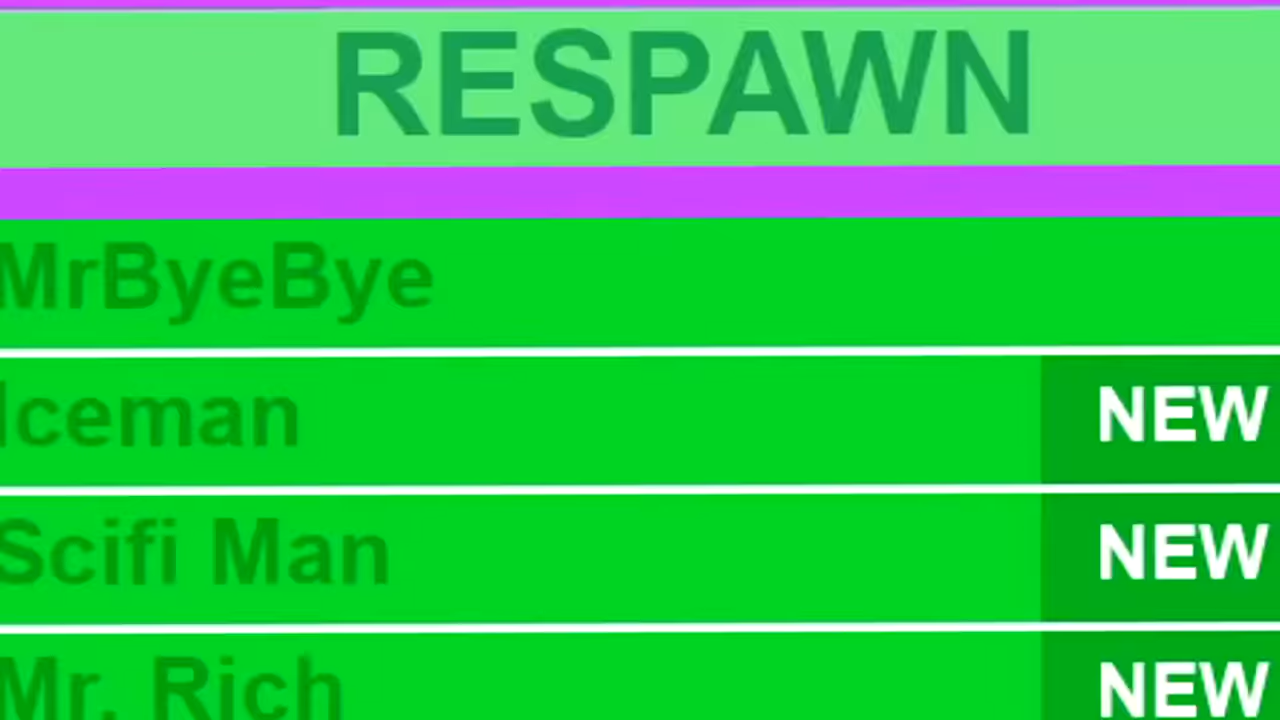 RESPAWN
MrByeBye
Iceman NEW
Scifi Man NEW
Mr. Rich NEW